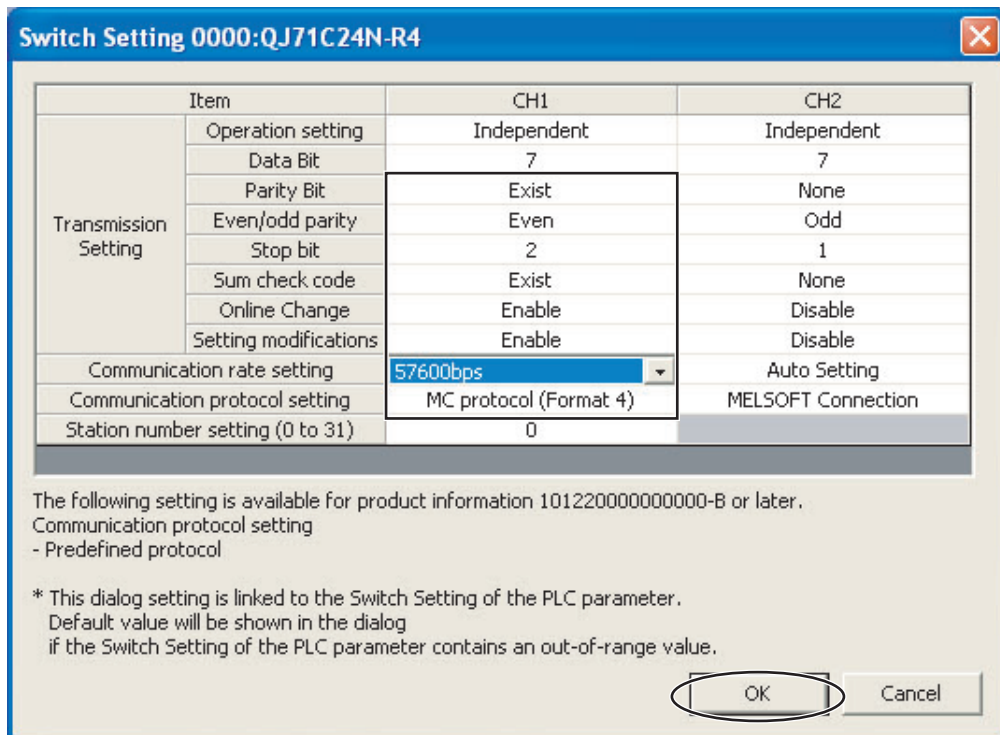 Switch Setting 0000:QJ71C24N-R4
Item CH1 CH2
Transmission Setting
Operation setting Independent Independent
Data Bit 7 7
Parity Bit Exist None
Even/odd parity Even Odd
Stop bit 2 1
Sum check code Exist None
Online Change Enable Disable
Setting modifications Enable Disable
Communication rate setting 57600bps Auto Setting
Communication protocol setting MC protocol (Format 4) MELSOFT Connection
Station number setting (0 to 31) 0
The following setting is available for product information 101220000000000-B or later.
Communication protocol setting
- Predefined protocol
* This dialog setting is linked to the Switch Setting of the PLC parameter.
Default value will be shown in the dialog
if the Switch Setting of the PLC parameter contains an out-of-range value.
OK Cancel